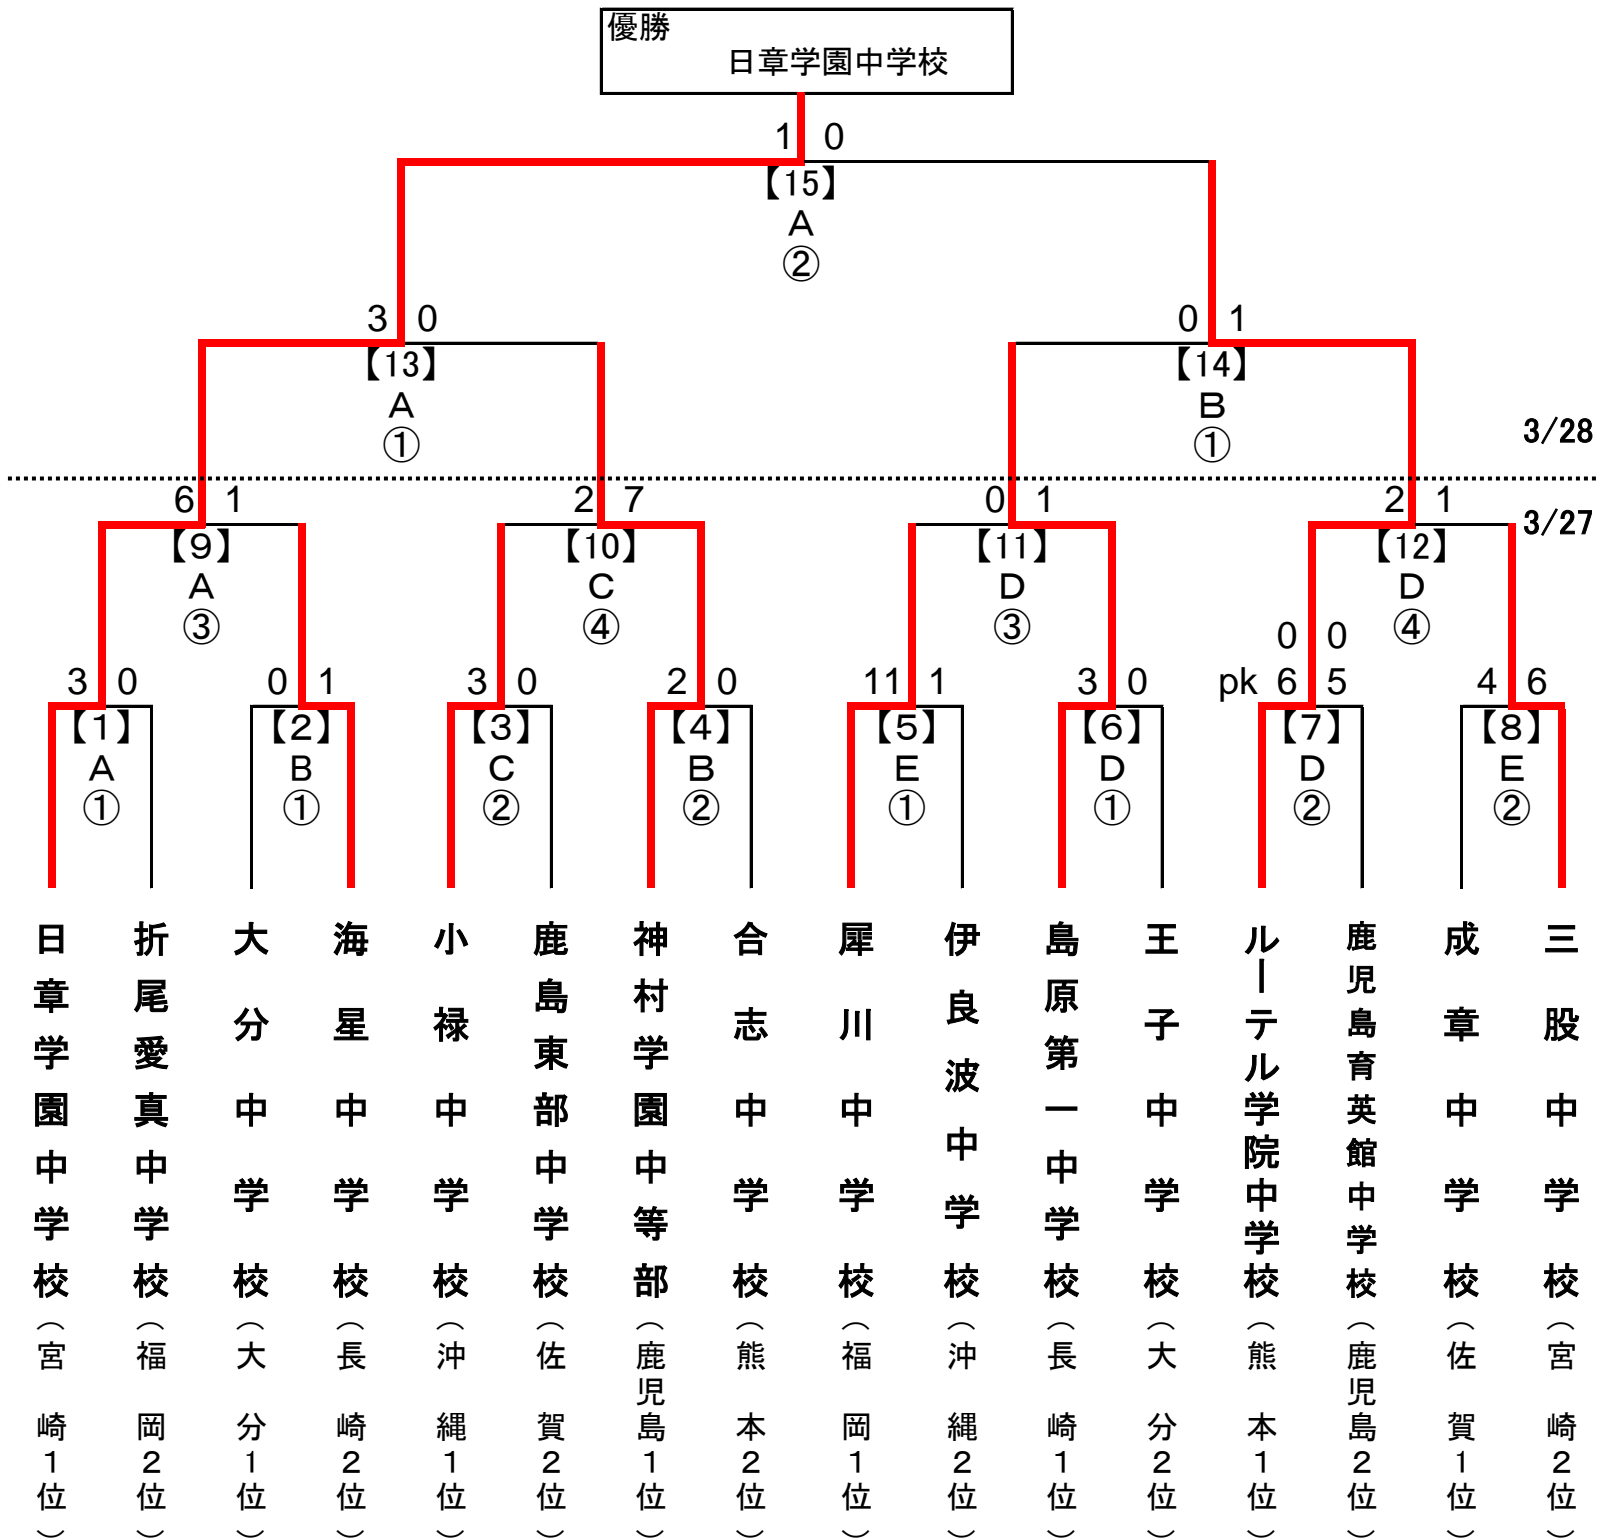 優勝
日章学園中学校
1 0
【15】
A
②
3 0
0 1
【13】
【14】
A
B
①
①
3/28
6 1
2 7
0 1
2 1
3/27
【9】
【10】
【11】
【12】
A
C
D
D
③
④
③
④
0 0
3 0
0 1
3 0
2 0
11 1
3 0
pk 6 5
4 6
【1】
【2】
【3】
【4】
【5】
【6】
【7】
【8】
A
B
C
B
E
D
D
E
①
①
②
②
①
①
②
②
日章学園中学校（宮崎1位）
折尾愛真中学校（福岡2位）
大分中学校（大分1位）
海星中学校（長崎2位）
小禄中学校（沖縄1位）
鹿島東部中学校（佐賀2位）
神村学園中等部（鹿児島1位）
合志中学校（熊本2位）
犀川中学校（福岡1位）
伊良波中学校（沖縄2位）
島原第一中学校（長崎1位）
王子中学校（大分2位）
ルーテル学院中学校（熊本1位）
鹿児島育英館中学校（鹿児島2位）
成章中学校（佐賀1位）
三股中学校（宮崎2位）